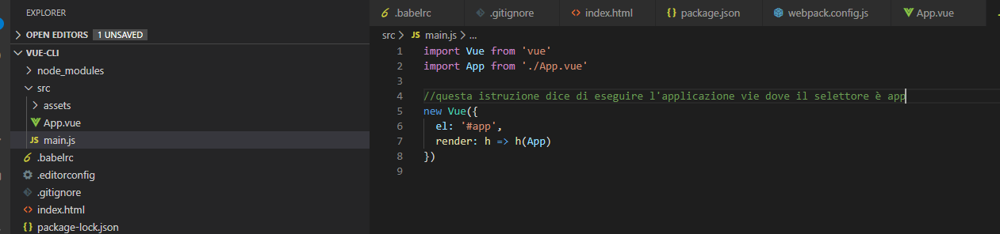 EXPLORER
OPEN EDITORS 1 UNSAVED
VUE-CLI
node_modules
src
assets
App.vue
JS main.js
.babelrc
.editorconfig
.gitignore
index.html
package-lock.json
.babelrc .gitignore index.html package.json webpack.config.js App.vue
src > JS main.js > ...
1 import Vue from 'vue'
2 import App from './App.vue'
3
4 //questa istruzione dice di eseguire l'applicazione vie dove il selettore è app
5 new Vue({
6 el: '#app',
7 render: h => h(App)
8 })
9